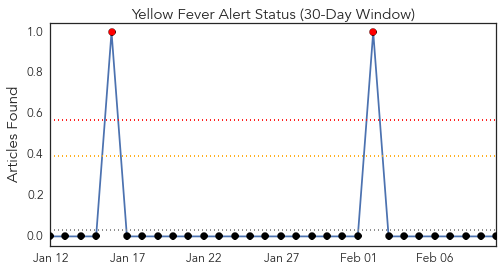 Yellow Fever Alert Status (30-Day Window)
Articles Found
1.0
0.8
0.6
0.4
0.2
0.0
Jan 12 Jan 17 Jan 22 Jan 27 Feb 01 Feb 06